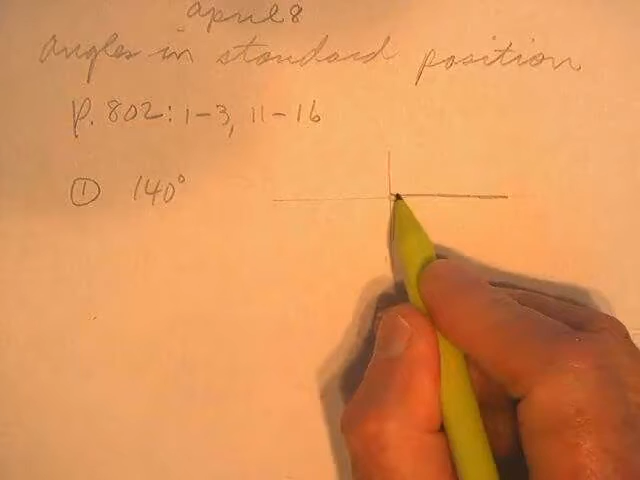 April 8
Angles in standard position
p. 802: 1-3, 11-16
① 140°